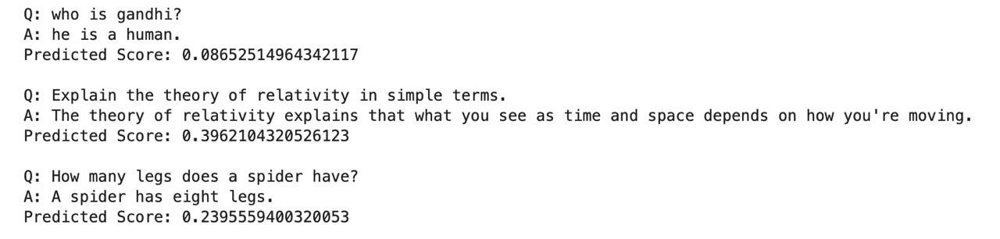 Q: who is gandhi?
A: he is a human.
Predicted Score: 0.08652514964342117
Q: Explain the theory of relativity in simple terms.
A: The theory of relativity explains that what you see as time and space depends on how you're moving.
Predicted Score: 0.3962104320526123
Q: How many legs does a spider have?
A: A spider has eight legs.
Predicted Score: 0.2395559400320053